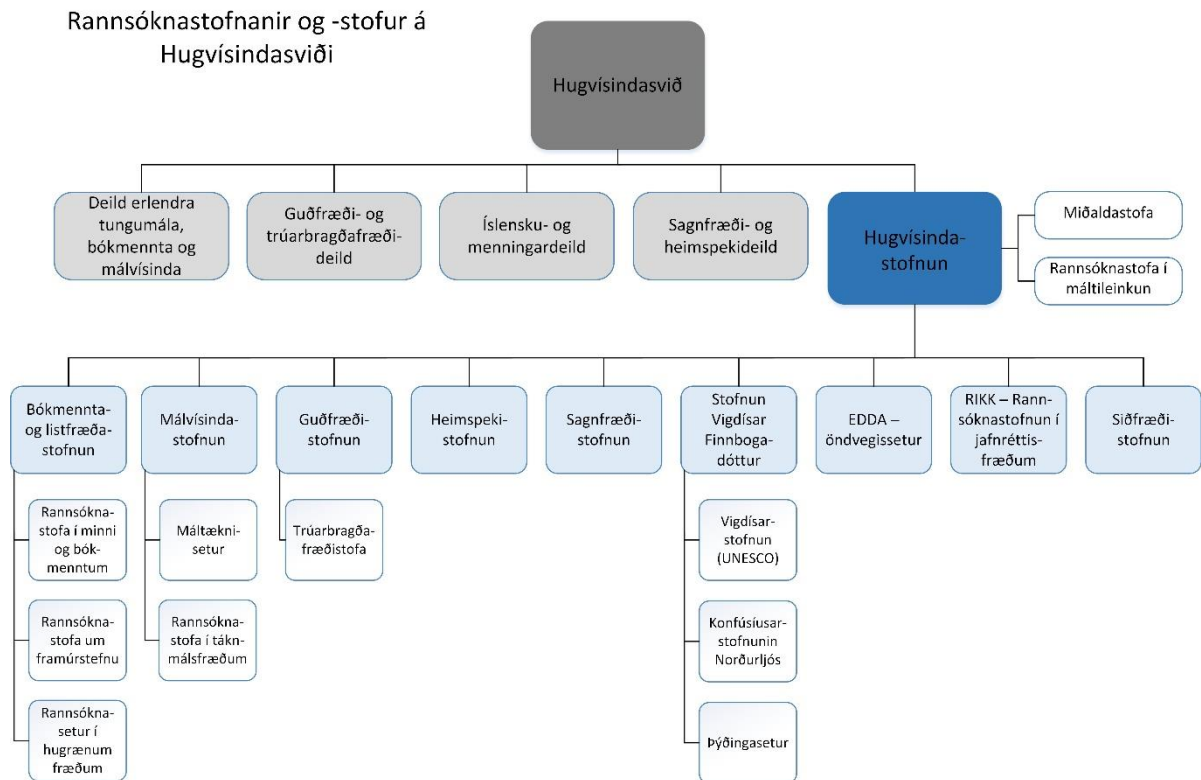 Rannsóknastofnanir og -stofur á
Hugvísindasviði
Hugvísindasvið
Deild erlendra
tungumála,
bókmennta og
málvísinda
Guðfræði- og
trúarbragðafræði-
deild
Íslensku- og
menningardeild
Sagnfræði- og
heimspekideild
Hugvísinda-
stofnun
Miðaldastofa
Rannsóknastofa í
máltileinkun
Bókmennta-
og listfræða-
stofnun
Málvísinda-
stofnun
Guðfræði-
stofnun
Heimspeki-
stofnun
Sagnfræði-
stofnun
Stofnun
Vigdísar
Finnboga-
dóttur
EDDA –
öndvegissetur
RIKK – Rann-
sóknastofnun í
jafnréttis-
fræðum
Siðfræði-
stofnun
Rannsókna-
stofa í minni
og bók-
menntum
Máltækni-
setur
Trúarbragða-
fræðistofa
Vigdísar-
stofnun
(UNESCO)
Rannsókna-
stofa um
framúrstefnu
Rannsókna-
stofa í tákn-
málsfræðum
Konfúsíusar-
stofnunin
Norðurljós
Rannsókna-
setur í
hugrænum
fræðum
Þýðingasetur